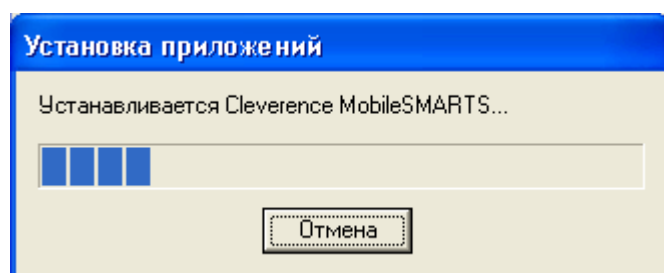 Установка приложений
Устанавливается Cleverence MobileSMARTS...
Отмена